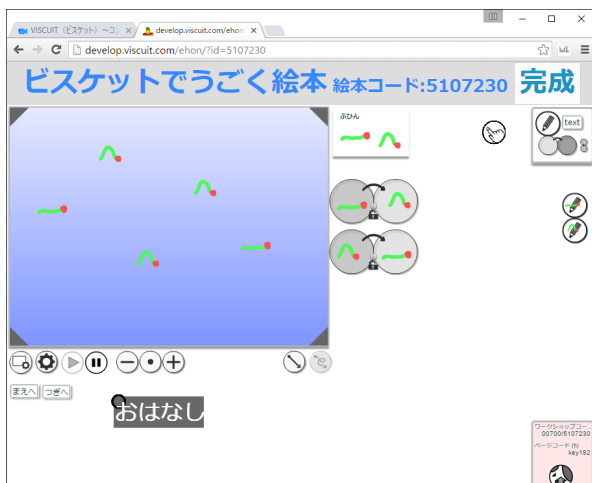 VISCUIT（ビスケット）〜コン
develop.viscuit.com/ehon/
develop.viscuit.com/ehon/?id=5107230
ビスケットでうごく絵本 絵本コード:5107230 完成
ぶひん
text
まえへ つぎへ
おはなし
ワークショップコー...
00700/5107230
ページコード (h)
key182